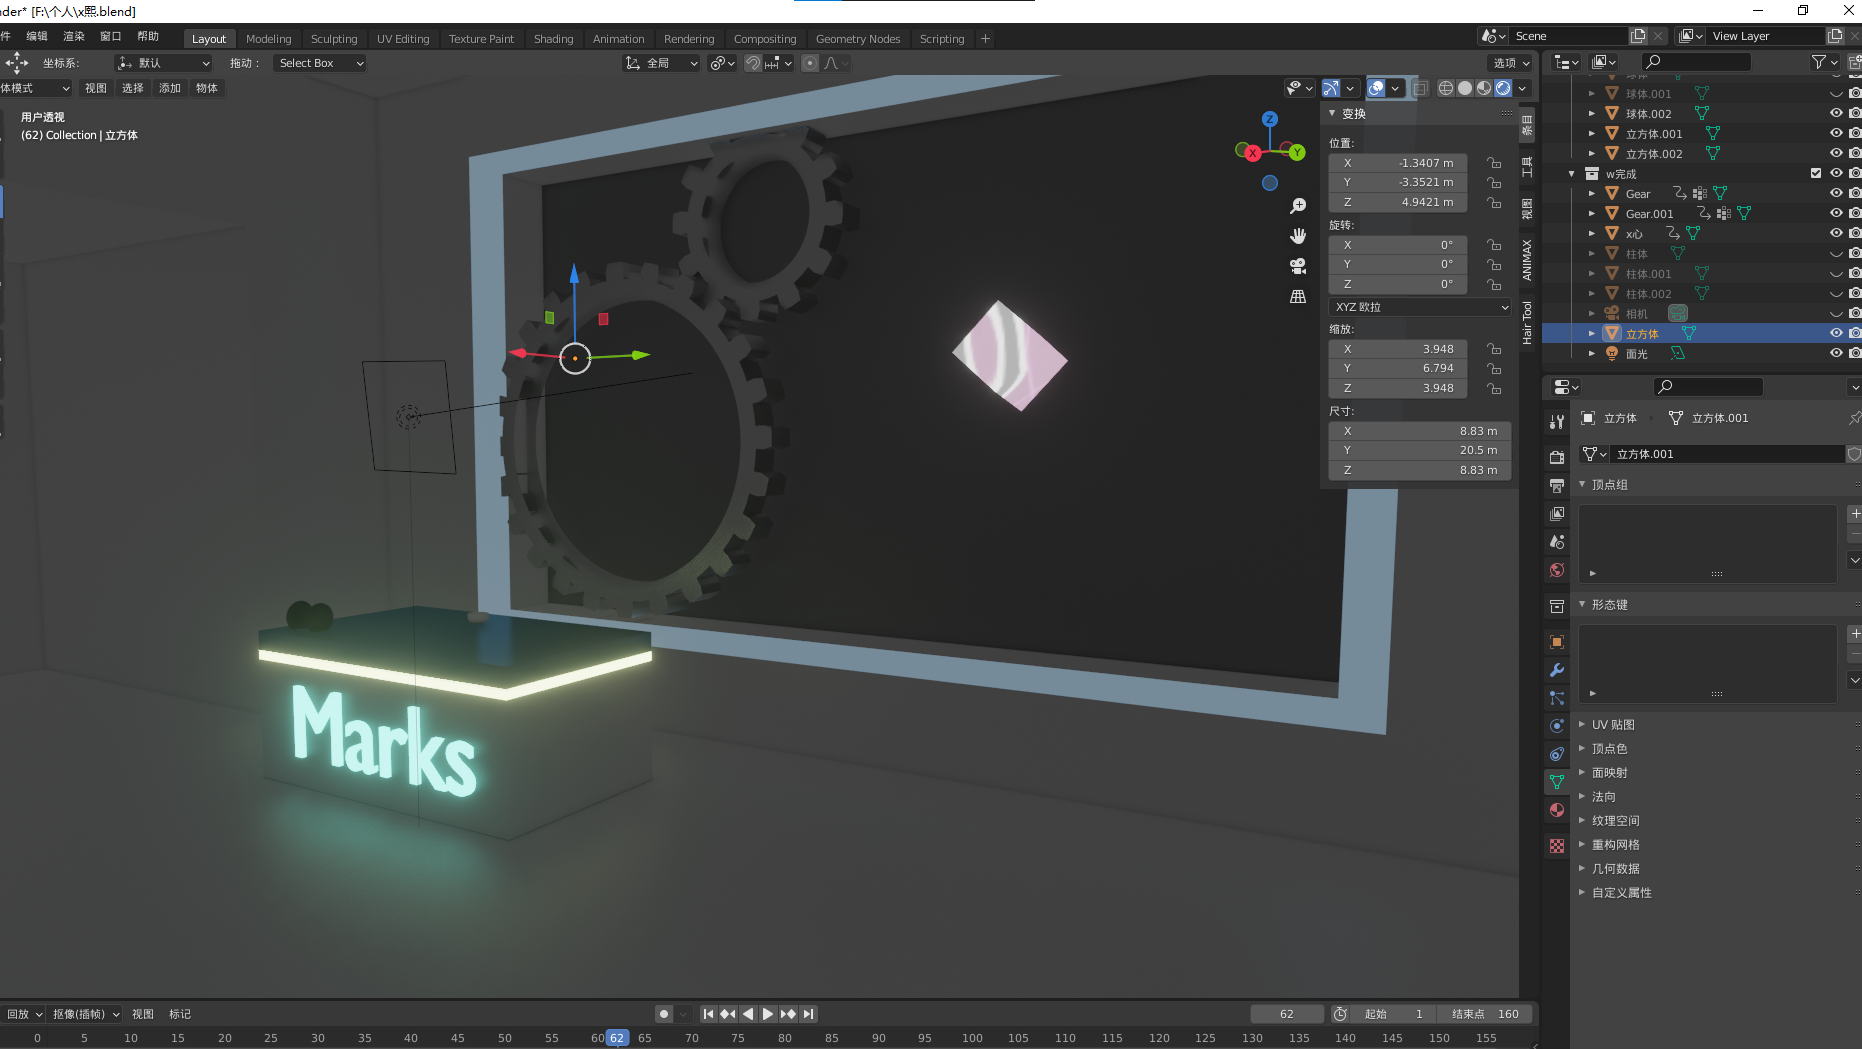 nder* [F:\个人\x熙.blend]
件 编辑 渲染 窗口 帮助 Layout Modeling Sculpting UV Editing Texture Paint Shading Animation Rendering Compositing Geometry Nodes Scripting + Scene View Layer
坐标系: 默认 拖动: Select Box 全局 选项
体模式 视图 选择 添加 物体
用户透视
(62) Collection | 立方体
Z
X
Y
变换
位置:
X -1.3407 m
Y -3.3521 m
Z 4.9421 m
旋转:
X 0°
Y 0°
Z 0°
XYZ 欧拉
缩放:
X 3.948
Y 6.794
Z 3.948
尺寸:
X 8.83 m
Y 20.5 m
Z 8.83 m
条目
工具
视图
ANIMAX
Hair Tool
球体.001
球体.002
立方体.001
立方体.002
w完成
Gear
Gear.001
x心
柱体
柱体.001
柱体.002
相机
立方体
面光
立方体 立方体.001
立方体.001
顶点组
形态键
UV 贴图
顶点色
面映射
法向
纹理空间
重构网格
几何数据
自定义属性
Marks
回放 抠像(插帧) 视图 标记 62 起始 1 结束点 160
0 5 10 15 20 25 30 35 40 45 50 55 60 62 65 70 75 80 85 90 95 100 105 110 115 120 125 130 135 140 145 150 155